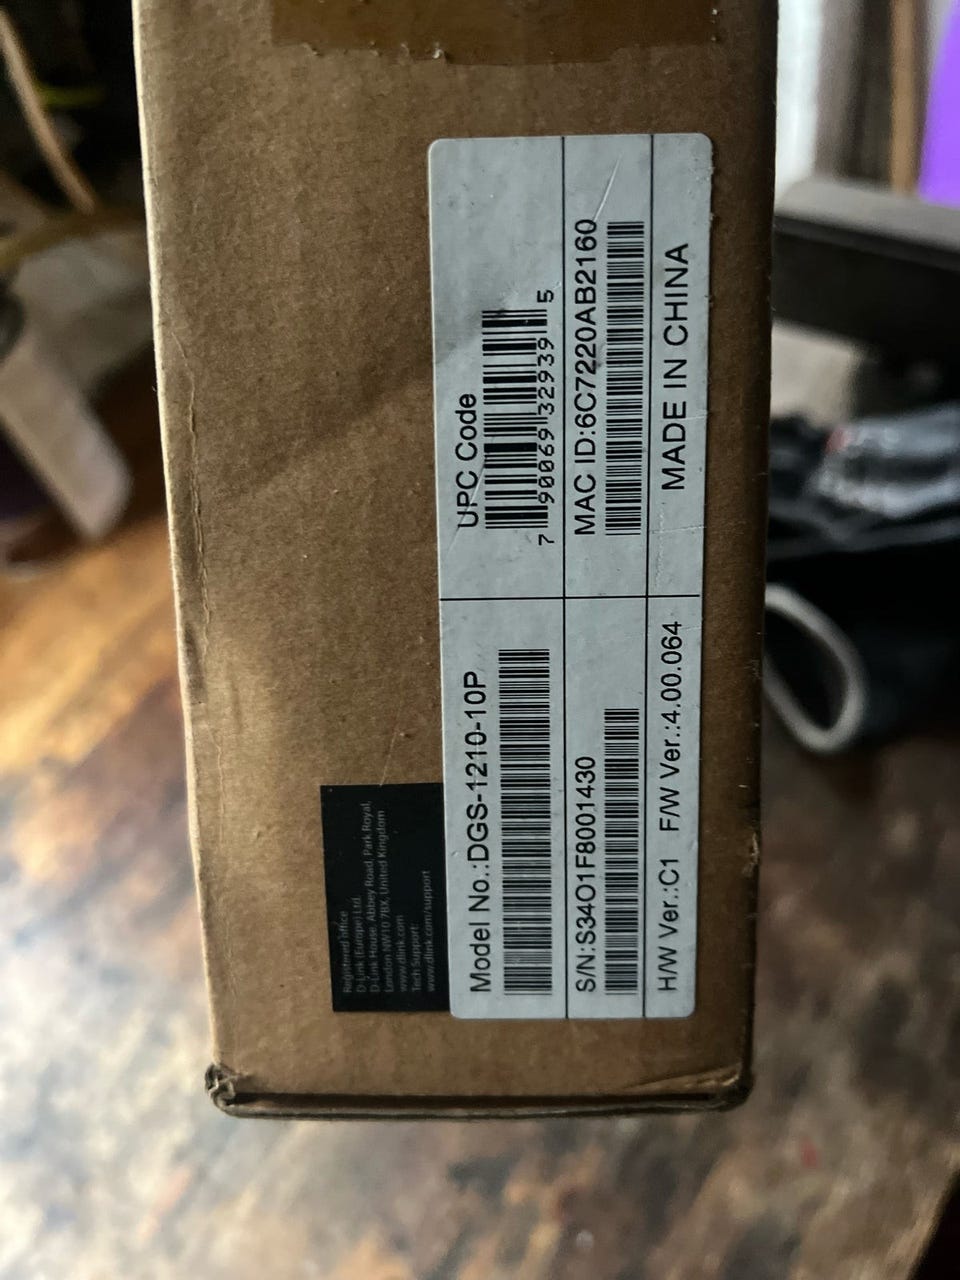 UPC Code
7 90069 32939 5
MAC ID:6C7220AB2160
MADE IN CHINA
Model No.:DGS-1210-10P
S/N:S34O1F8001430
H/W Ver.:C1 F/W Ver.:4.00.064
Registered office
D-Link (Europe) Ltd.
D-Link House, Abbey Road, Park Royal,
London NW10 7BX, United Kingdom
www.dlink.com
Tech Support:
www.dlink.com/support